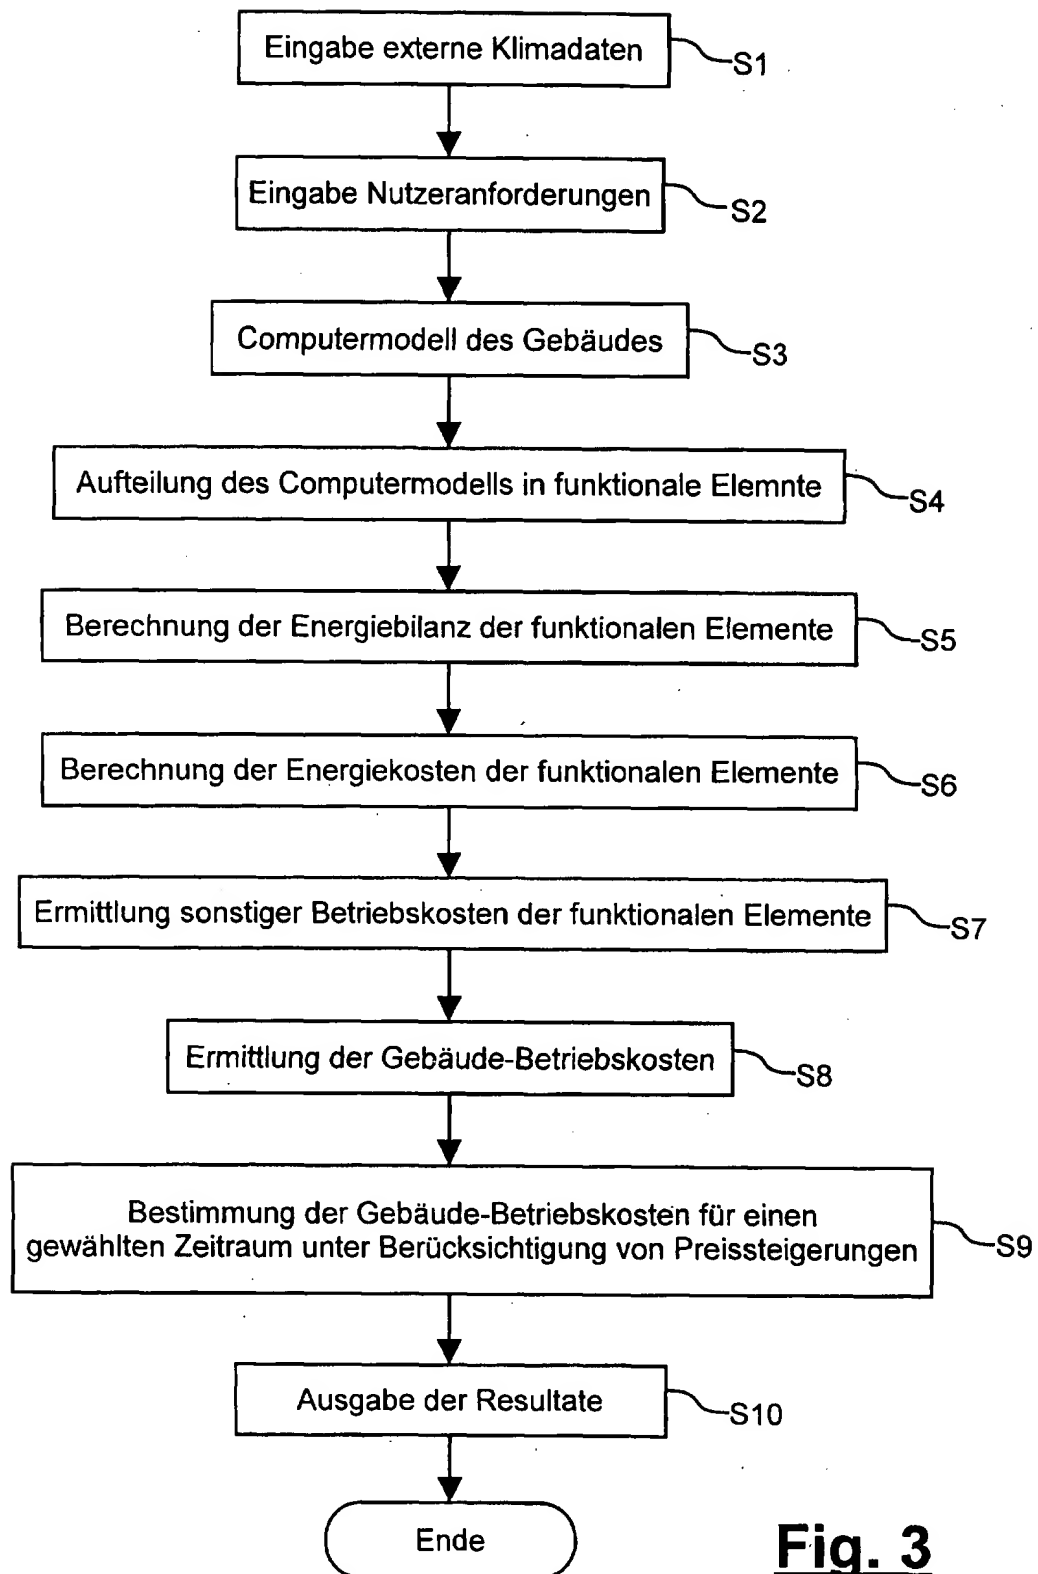 Eingabe externe Klimadaten
S1
Eingabe Nutzeranforderungen
S2
Computermodell des Gebäudes
S3
Aufteilung des Computermodells in funktionale Elemnte
S4
Berechnung der Energiebilanz der funktionalen Elemente
S5
Berechnung der Energiekosten der funktionalen Elemente
S6
Ermittlung sonstiger Betriebskosten der funktionalen Elemente
S7
Ermittlung der Gebäude-Betriebskosten
S8
Bestimmung der Gebäude-Betriebskosten für einen
gewählten Zeitraum unter Berücksichtigung von Preissteigerungen
S9
Ausgabe der Resultate
S10
Ende
Fig. 3